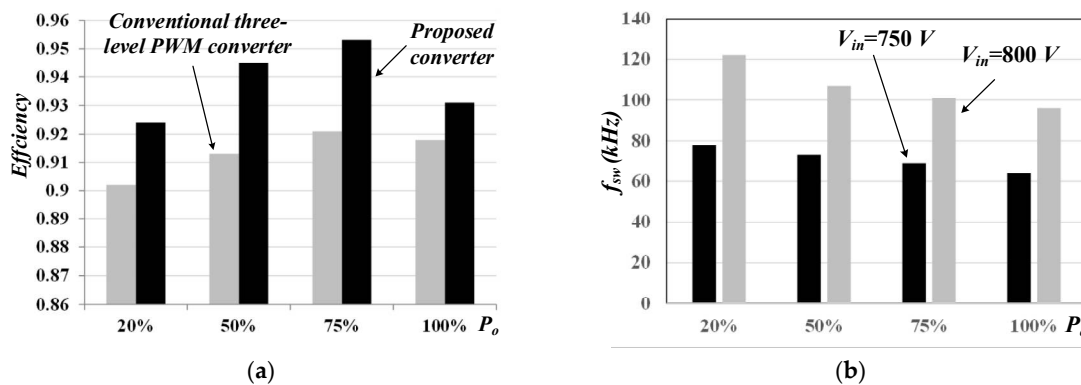 0.96
0.95
0.94
0.93
0.92
0.91
0.9
0.89
0.88
0.87
0.86
Effciency
Conventional three-
level PWM converter
Proposed
converter
20% 50% 75% 100% Po
(a)
140
120
100
80
60
40
20
0
fsw (kHz)
Vin=750 V
Vin=800 V
20% 50% 75% 100% Po
(b)